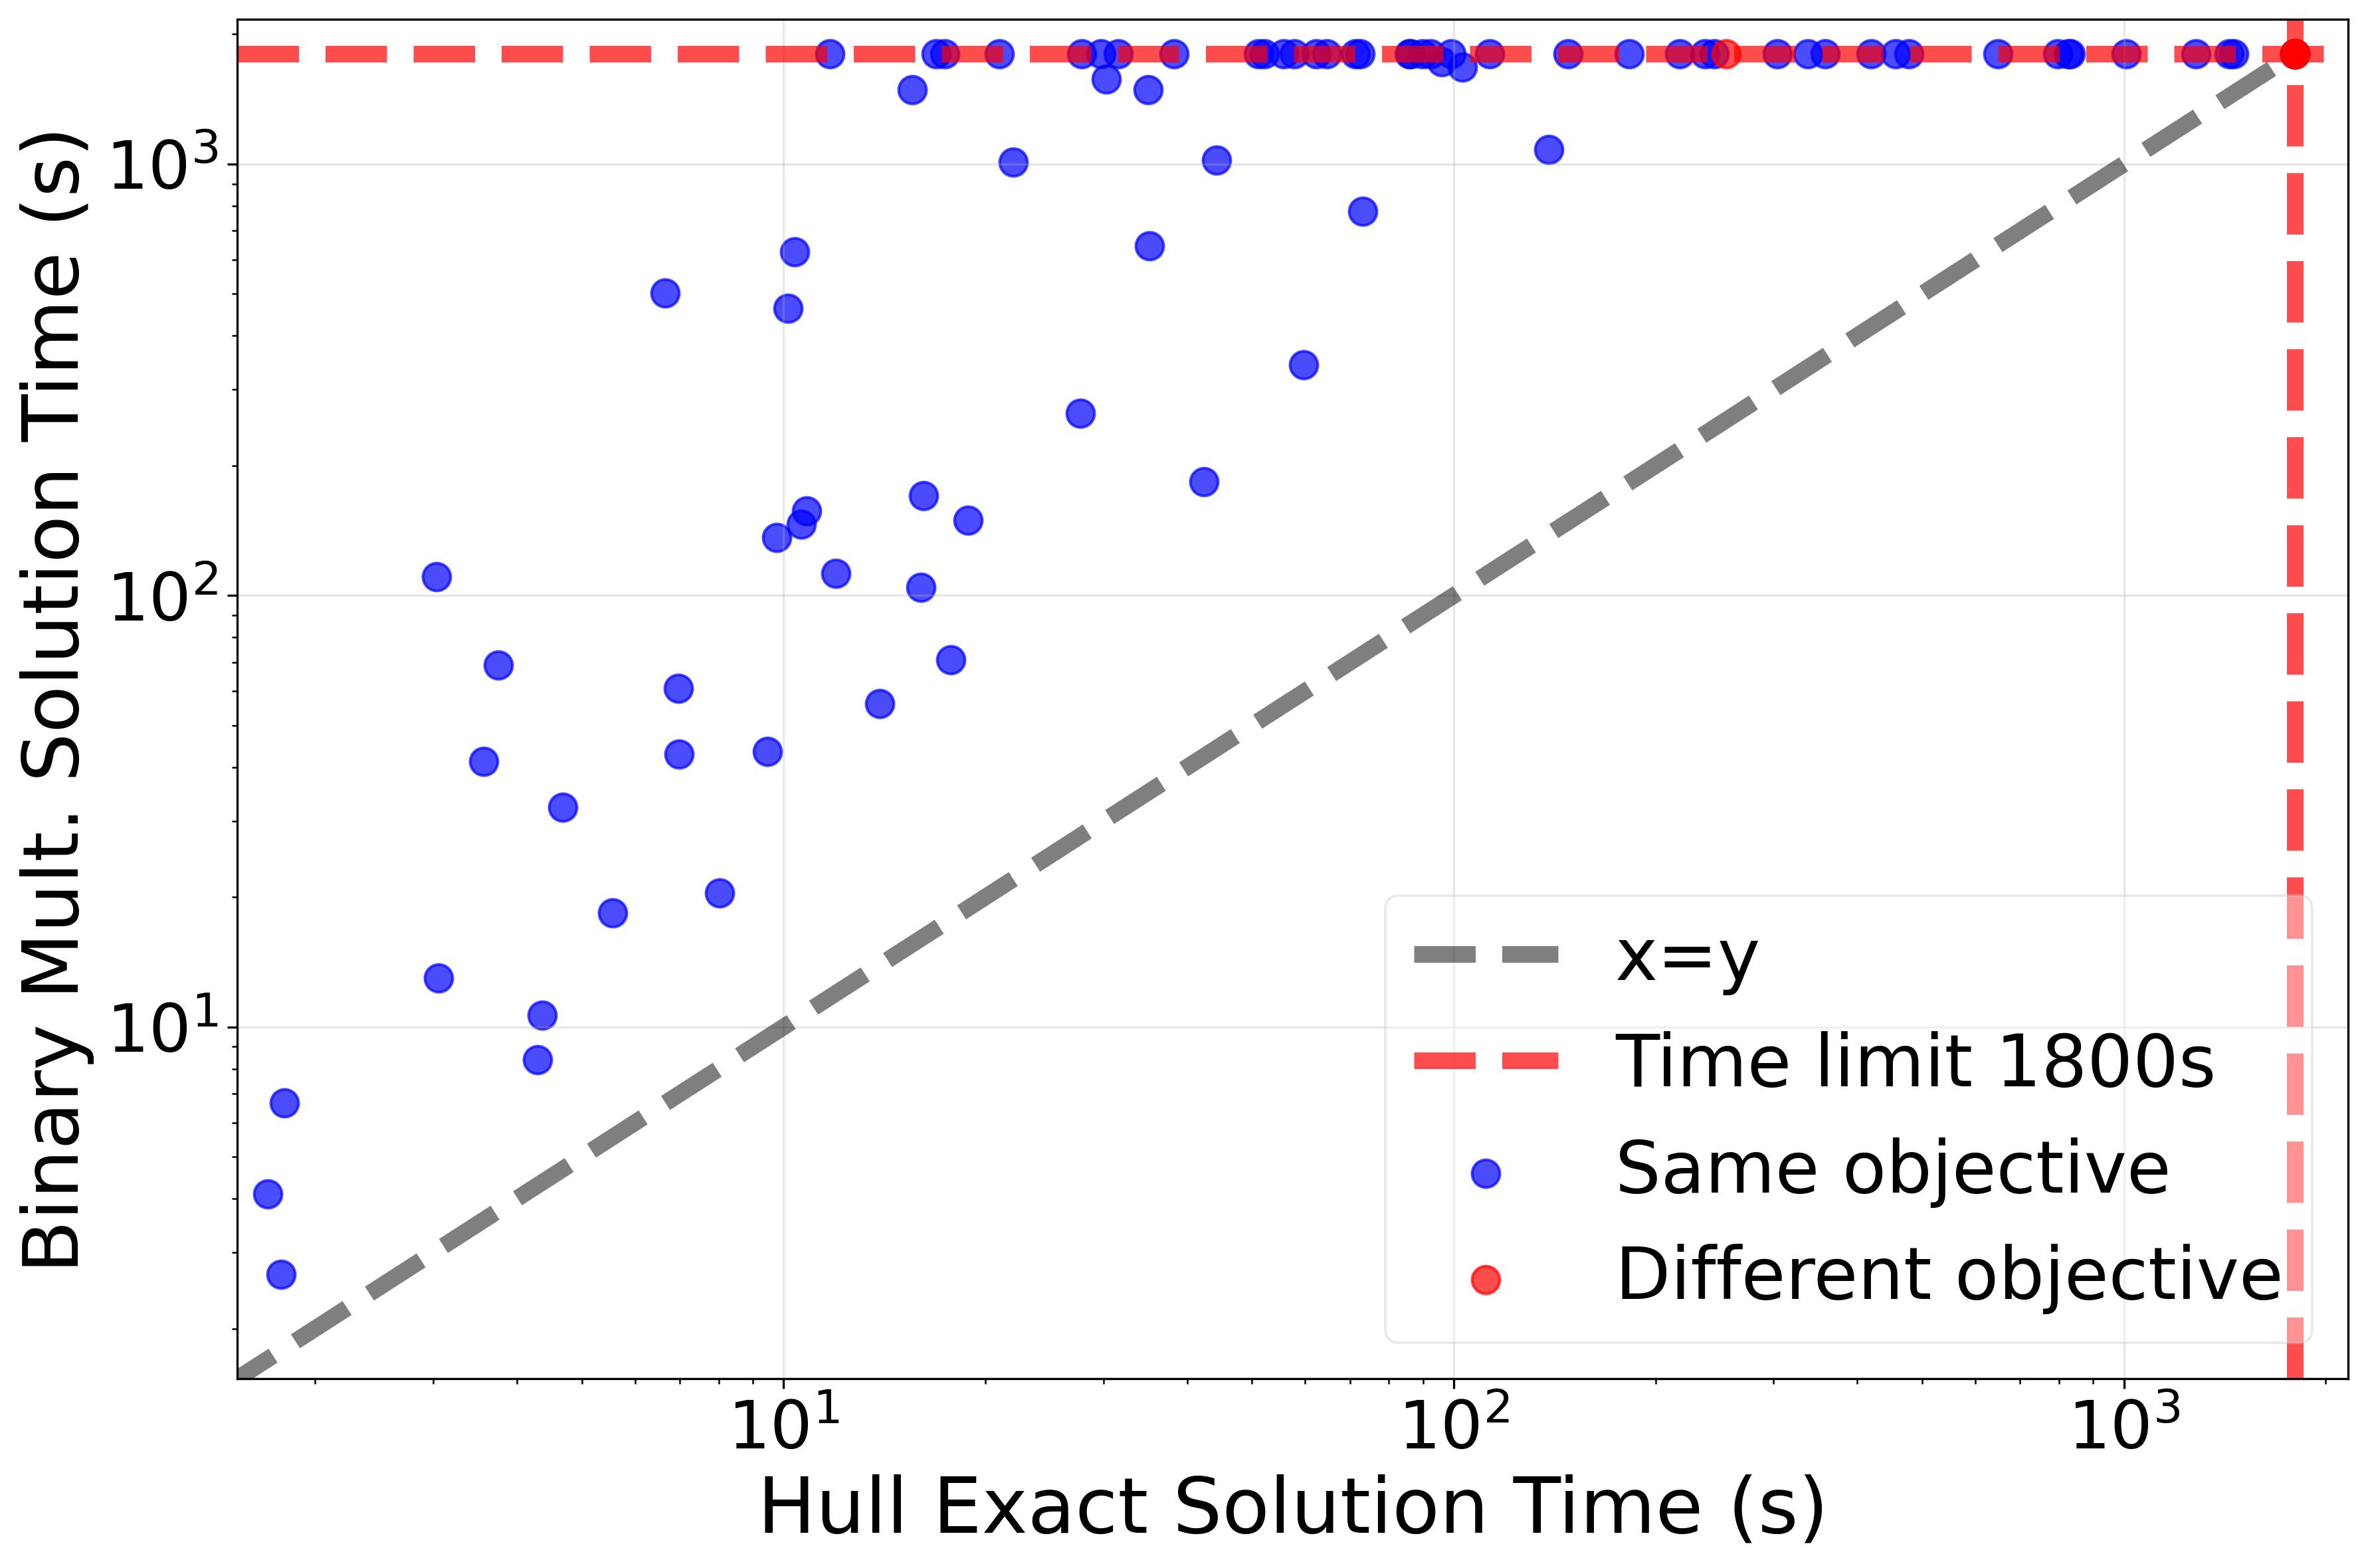 Binary Mult. Solution Time (s)
10³
10²
10¹
x=y
Time limit 1800s
Same objective
Different objective
10¹
10²
10³
Hull Exact Solution Time (s)